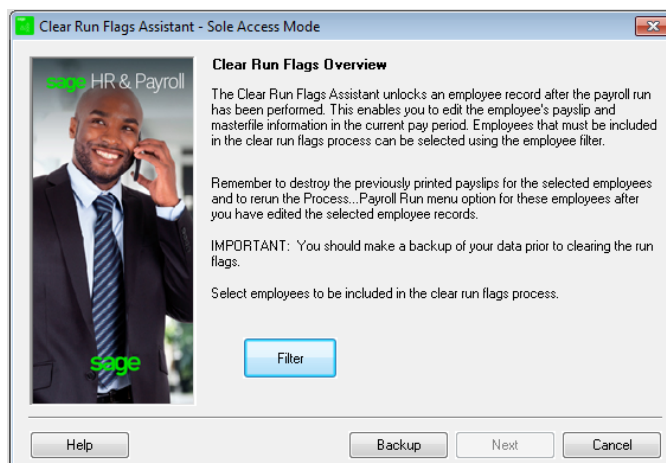 Clear Run Flags Assistant - Sole Access Mode
sage HR & Payroll
Clear Run Flags Overview
The Clear Run Flags Assistant unlocks an employee record after the payroll run
has been performed. This enables you to edit the employee's payslip and
masterfile information in the current pay period. Employees that must be included
in the clear run flags process can be selected using the employee filter.
Remember to destroy the previously printed payslips for the selected employees
and to rerun the Process...Payroll Run menu option for these employees after
you have edited the selected employee records.
IMPORTANT: You should make a backup of your data prior to clearing the run
flags.
Select employees to be included in the clear run flags process.
sage
Filter
Help
Backup
Next
Cancel